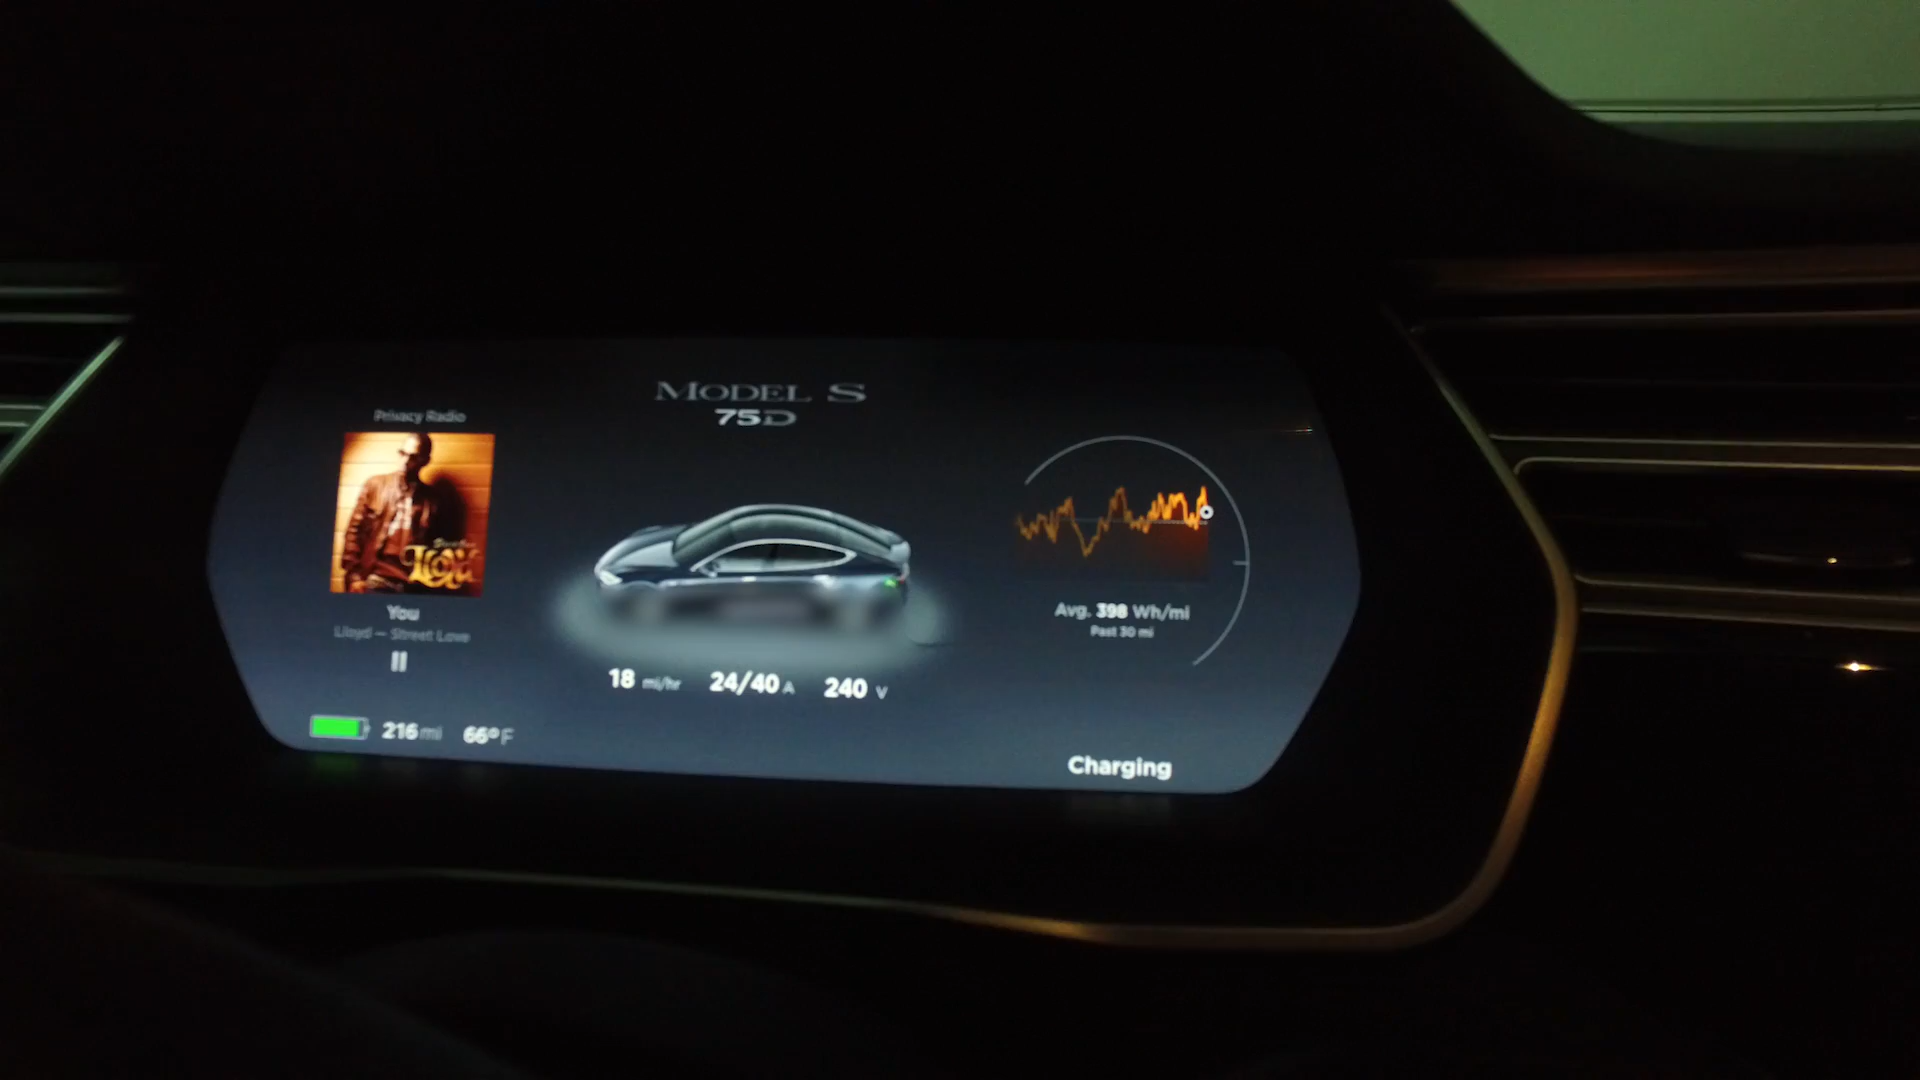 MODEL S
75D
Privacy Radio
You
Lloyd – Street Love
Avg. 398 Wh/mi
Past 30 mi
18 mi/hr 24/40 A 240 V
216 mi 66°F
Charging